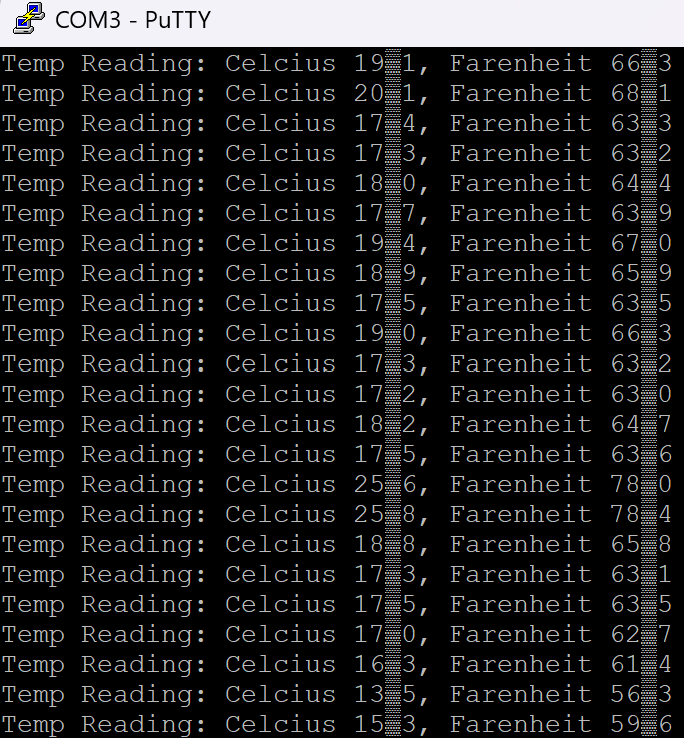 COM3 - PuTTY
Temp Reading: Celcius 19▒1, Farenheit 66▒3
Temp Reading: Celcius 20▒1, Farenheit 68▒1
Temp Reading: Celcius 17▒4, Farenheit 63▒3
Temp Reading: Celcius 17▒3, Farenheit 63▒2
Temp Reading: Celcius 18▒0, Farenheit 64▒4
Temp Reading: Celcius 17▒7, Farenheit 63▒9
Temp Reading: Celcius 19▒4, Farenheit 67▒0
Temp Reading: Celcius 18▒9, Farenheit 65▒9
Temp Reading: Celcius 17▒5, Farenheit 63▒5
Temp Reading: Celcius 19▒0, Farenheit 66▒3
Temp Reading: Celcius 17▒3, Farenheit 63▒2
Temp Reading: Celcius 17▒2, Farenheit 63▒0
Temp Reading: Celcius 18▒2, Farenheit 64▒7
Temp Reading: Celcius 17▒5, Farenheit 63▒6
Temp Reading: Celcius 25▒6, Farenheit 78▒0
Temp Reading: Celcius 25▒8, Farenheit 78▒4
Temp Reading: Celcius 18▒8, Farenheit 65▒8
Temp Reading: Celcius 17▒3, Farenheit 63▒1
Temp Reading: Celcius 17▒5, Farenheit 63▒5
Temp Reading: Celcius 17▒0, Farenheit 62▒7
Temp Reading: Celcius 16▒3, Farenheit 61▒4
Temp Reading: Celcius 13▒5, Farenheit 56▒3
Temp Reading: Celcius 15▒3, Farenheit 59▒6